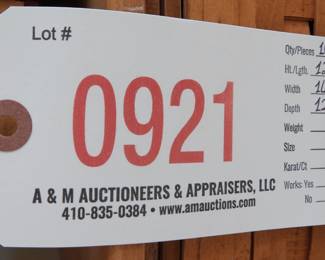 Lot #
0921
A & M AUCTIONEERS & APPRAISERS, LLC
410-835-0384 • www.amauctions.com
Qty/Pieces
Ht./Lgth.
Width
Depth
Weight
Size
Karat/Ct
Works: Yes
No